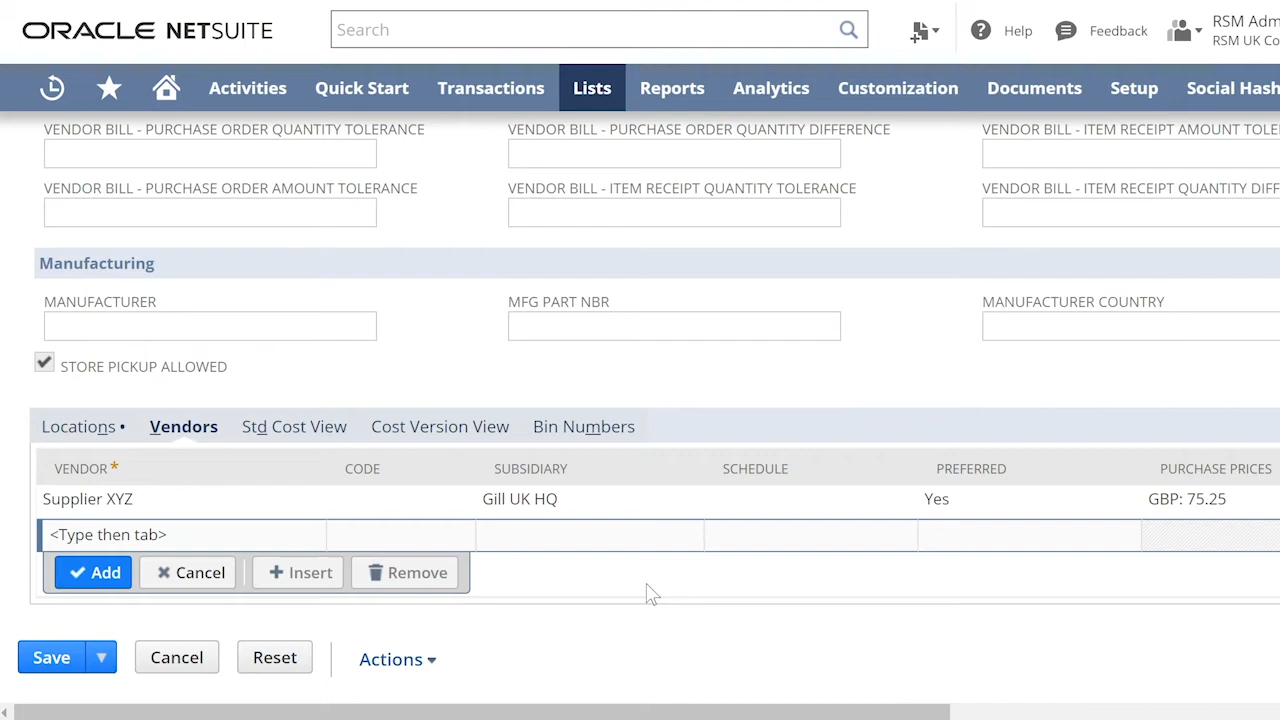 ORACLE NETSUITE
Search
Help
Feedback
RSM Adm
RSM UK Co
Activities Quick Start Transactions Lists Reports Analytics Customization Documents Setup Social Hash
VENDOR BILL - PURCHASE ORDER QUANTITY TOLERANCE VENDOR BILL - PURCHASE ORDER QUANTITY DIFFERENCE VENDOR BILL - ITEM RECEIPT AMOUNT TOLE
VENDOR BILL - PURCHASE ORDER AMOUNT TOLERANCE VENDOR BILL - ITEM RECEIPT QUANTITY TOLERANCE VENDOR BILL - ITEM RECEIPT QUANTITY DIFF
Manufacturing
MANUFACTURER MFG PART NBR MANUFACTURER COUNTRY
STORE PICKUP ALLOWED
Locations • Vendors Std Cost View Cost Version View Bin Numbers
VENDOR * CODE SUBSIDIARY SCHEDULE PREFERRED PURCHASE PRICES
Supplier XYZ Gill UK HQ Yes GBP: 75.25
<Type then tab>
Add Cancel Insert Remove
Save Cancel Reset Actions